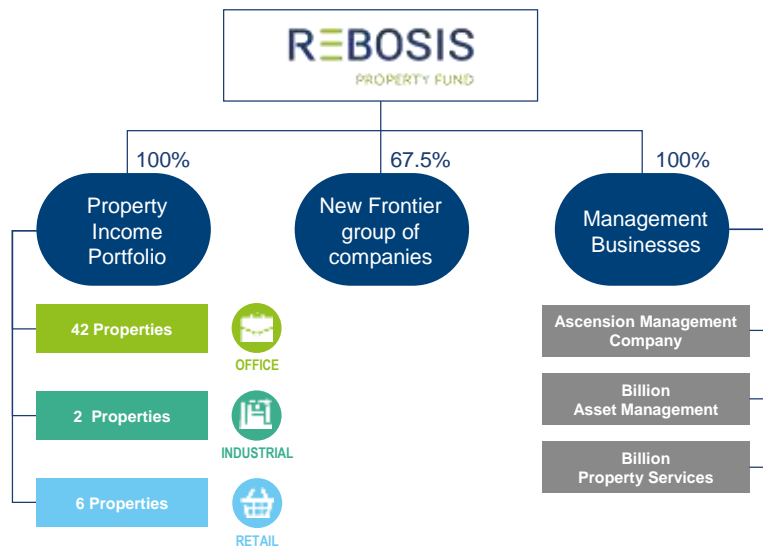 REBOSIS
PROPERTY FUND
100%
67.5%
100%
Property
Income
Portfolio
New Frontier
group of
companies
Management
Businesses
42 Properties
OFFICE
2 Properties
INDUSTRIAL
6 Properties
RETAIL
Ascension Management
Company
Billion
Asset Management
Billion
Property Services